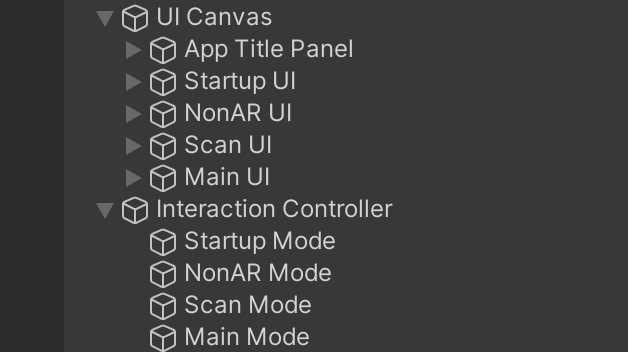 UI Canvas
App Title Panel
Startup UI
NonAR UI
Scan UI
Main UI
Interaction Controller
Startup Mode
NonAR Mode
Scan Mode
Main Mode